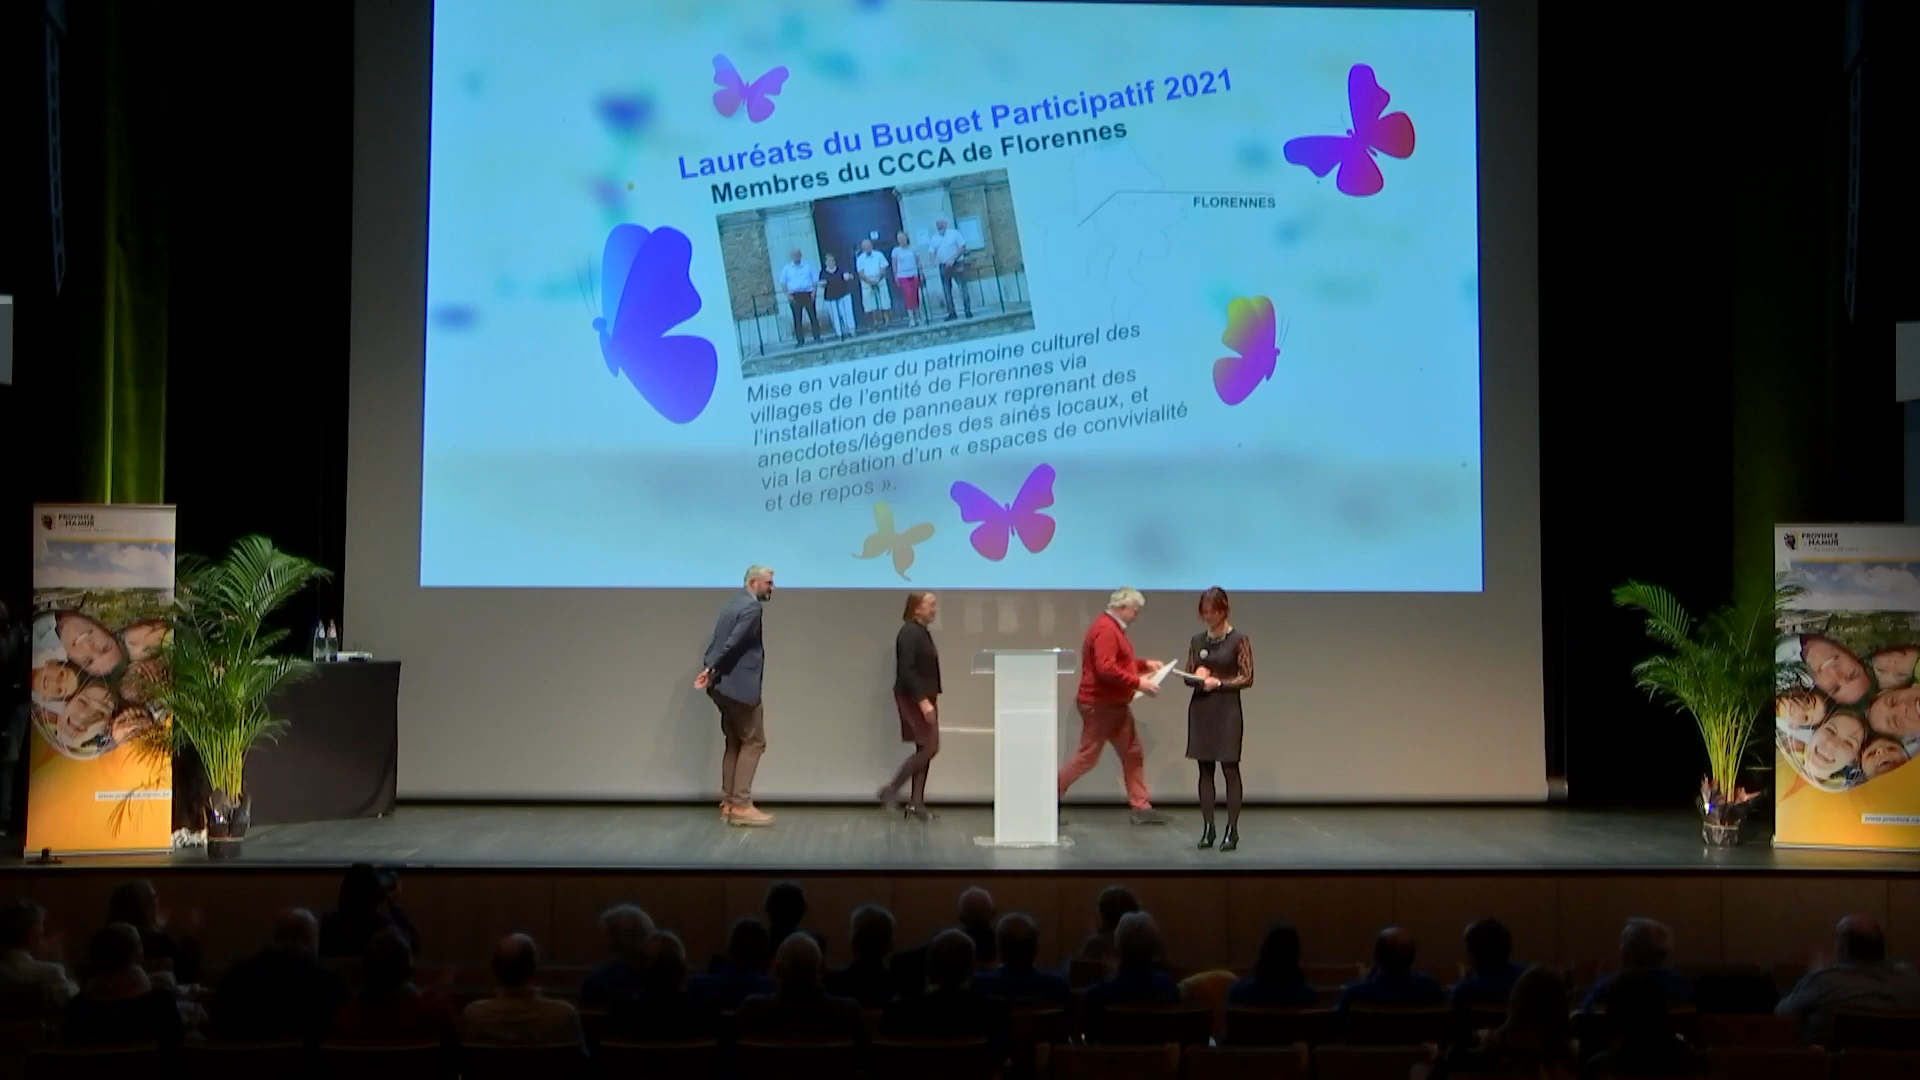 Lauréats du Budget Participatif 2021
Membres du CCCA de Florennes
FLORENNES
Mise en valeur du patrimoine culturel des
villages de l'entité de Florennes via
l'installation de panneaux reprenant des
anecdotes/légendes des ainés locaux, et
via la création d'un « espaces de convivialité
et de repos ».
PROVINCE
NAMUR
PROVINCE
NAMUR